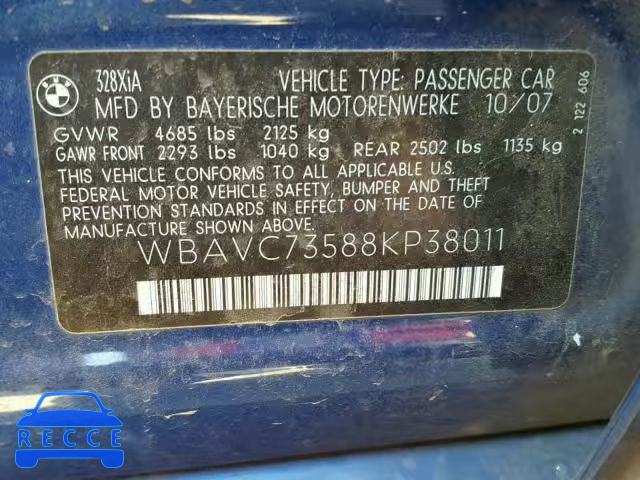 328XiA VEHICLE TYPE: PASSENGER CAR
MFD BY BAYERISCHE MOTORENWERKE 10/07
GVWR 4685 lbs 2125 kg
GAWR FRONT 2293 lbs 1040 kg REAR 2502 lbs 1135 kg
THIS VEHICLE CONFORMS TO ALL APPLICABLE U.S.
FEDERAL MOTOR VEHICLE SAFETY, BUMPER AND THEFT
PREVENTION STANDARDS IN EFFECT ON THE DATE OF
MANUFACTURE SHOWN ABOVE.
WBAVC73588KP38011
2 122 606
BMW
RECCE